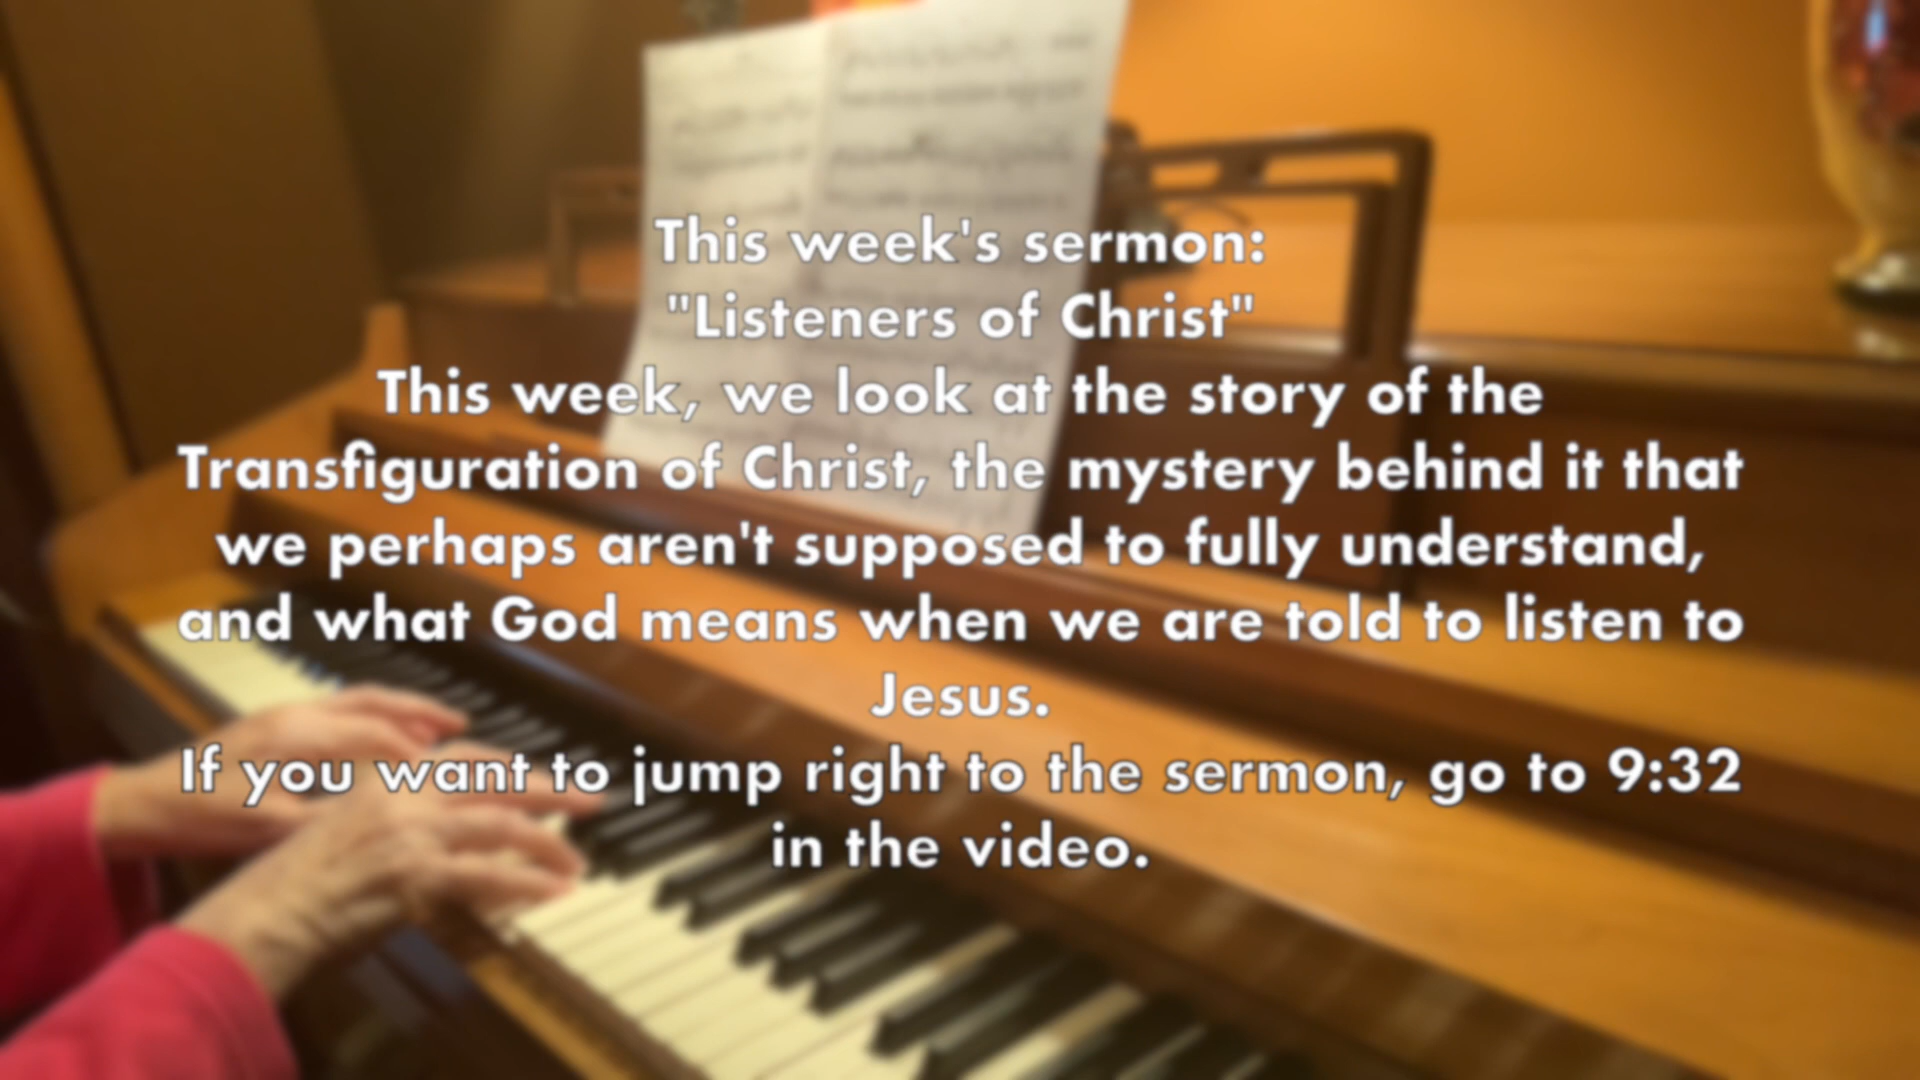 This week's sermon:
"Listeners of Christ"
This week, we look at the story of the
Transfiguration of Christ, the mystery behind it that
we perhaps aren't supposed to fully understand,
and what God means when we are told to listen to
Jesus.
If you want to jump right to the sermon, go to 9:32
in the video.